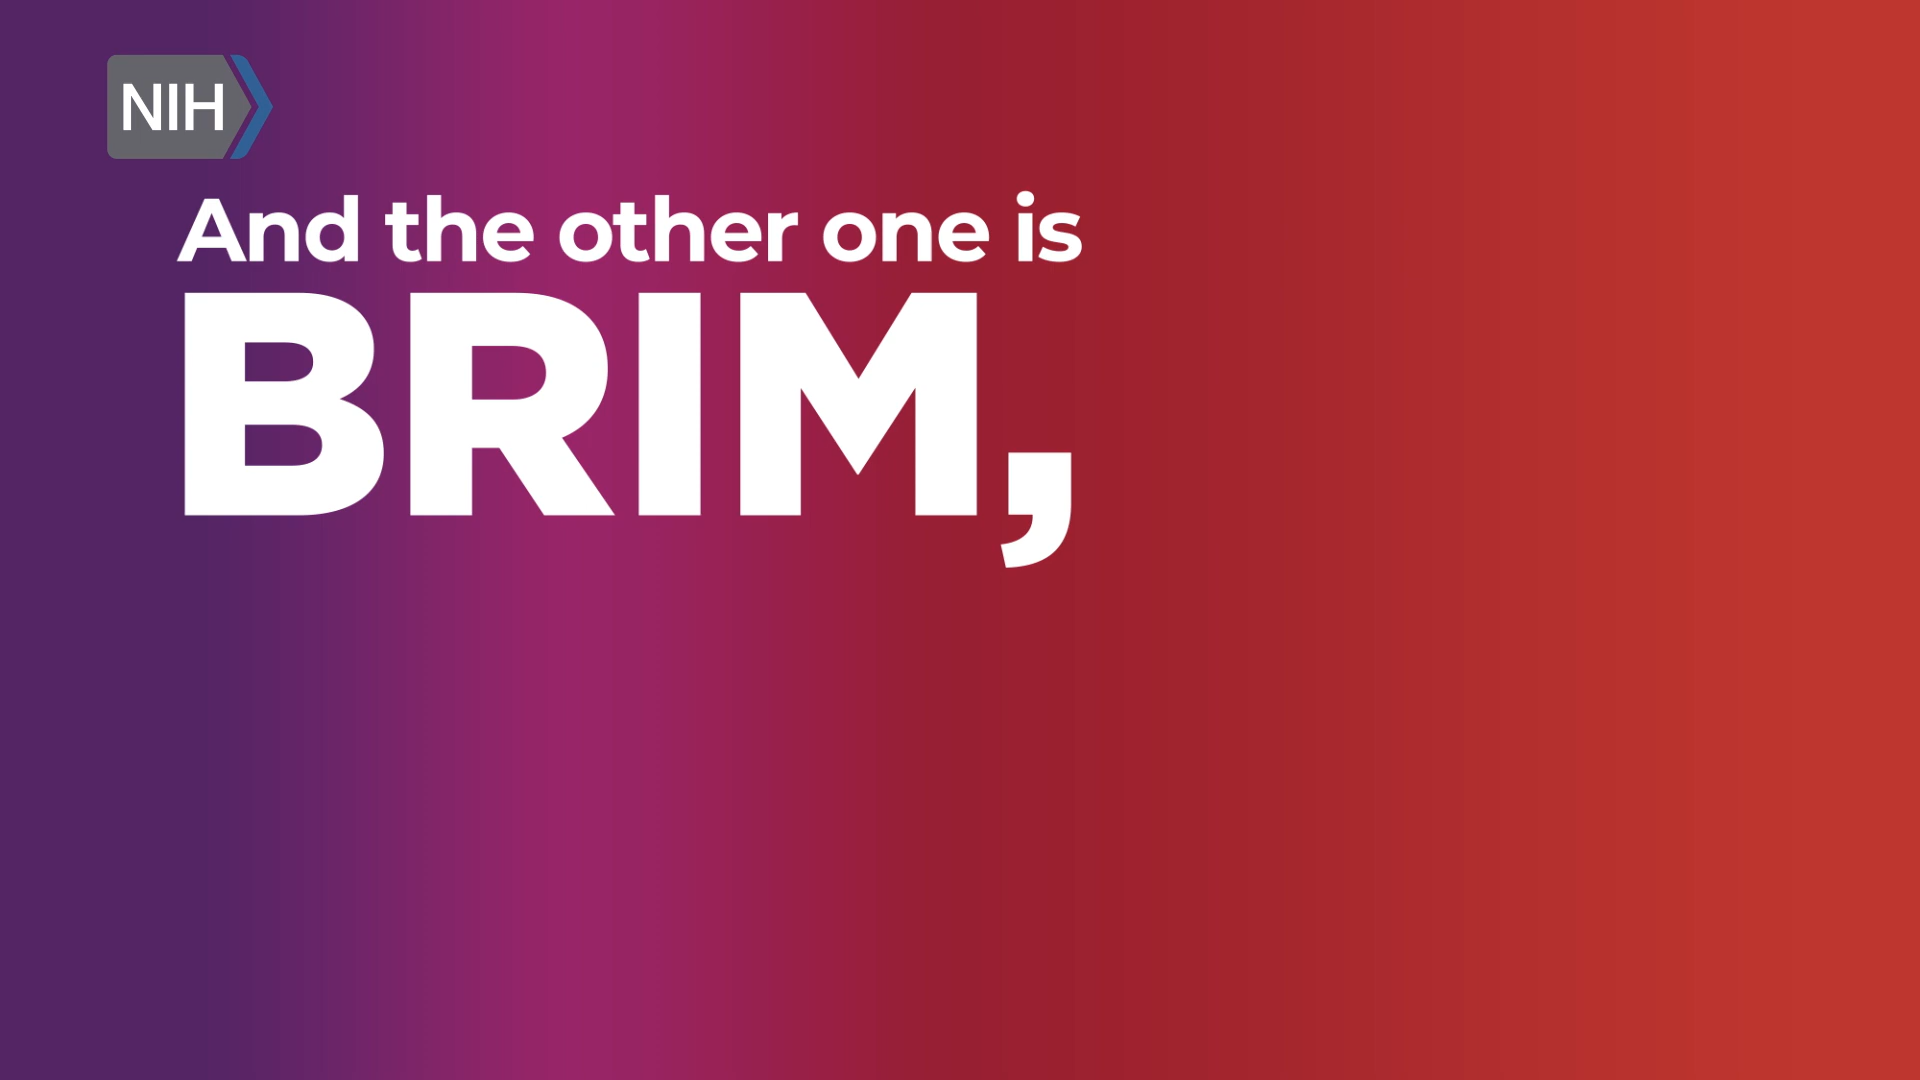 NIH
And the other one is
BRIM,